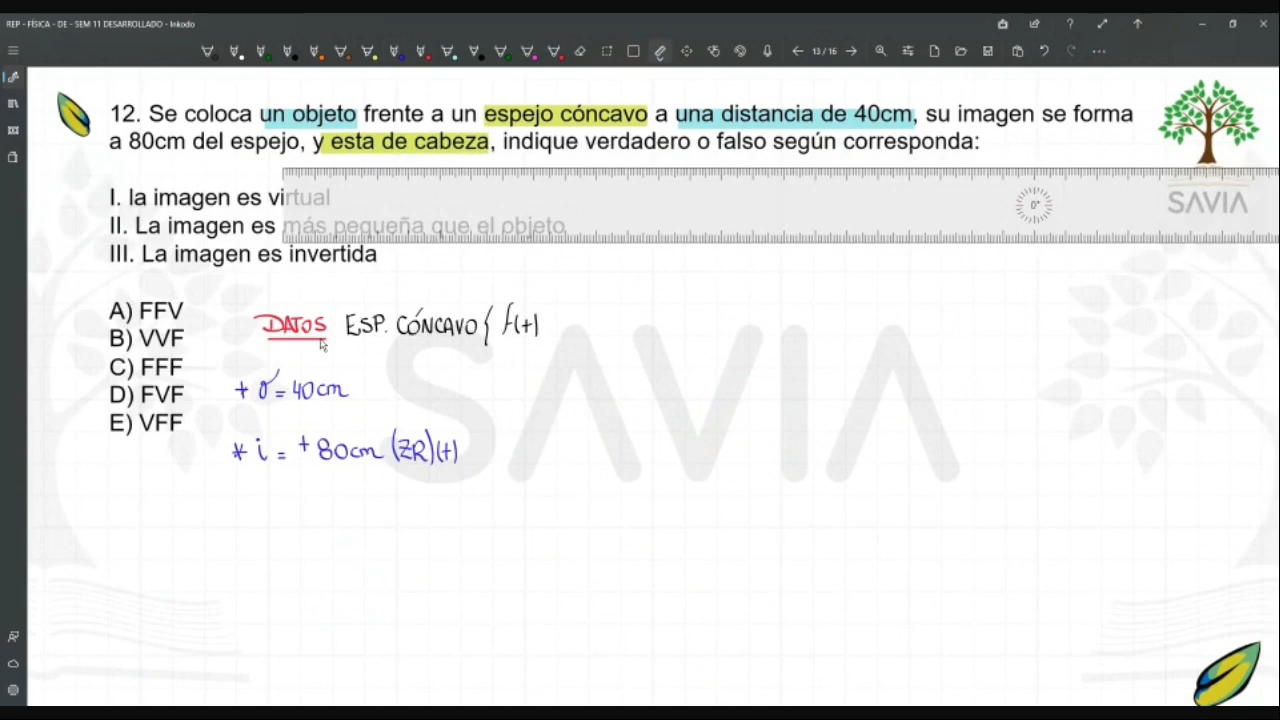 REP - FÍSICA - DE - SEM 11 DESARROLLADO - Inkodo
13 / 16
12. Se coloca un objeto frente a un espejo cóncavo a una distancia de 40cm, su imagen se forma
a 80cm del espejo, y esta de cabeza, indique verdadero o falso según corresponda:
I. la imagen es virtual
II. La imagen es más pequeña que el objeto
III. La imagen es invertida
0°
SAVIA
A) FFV
B) VVF
C) FFF
D) FVF
E) VFF
DATOS ESP. CÓNCAVO { f(+)
+ σ = 40cm
* i = +80cm (ZR)(+)
SAVIA